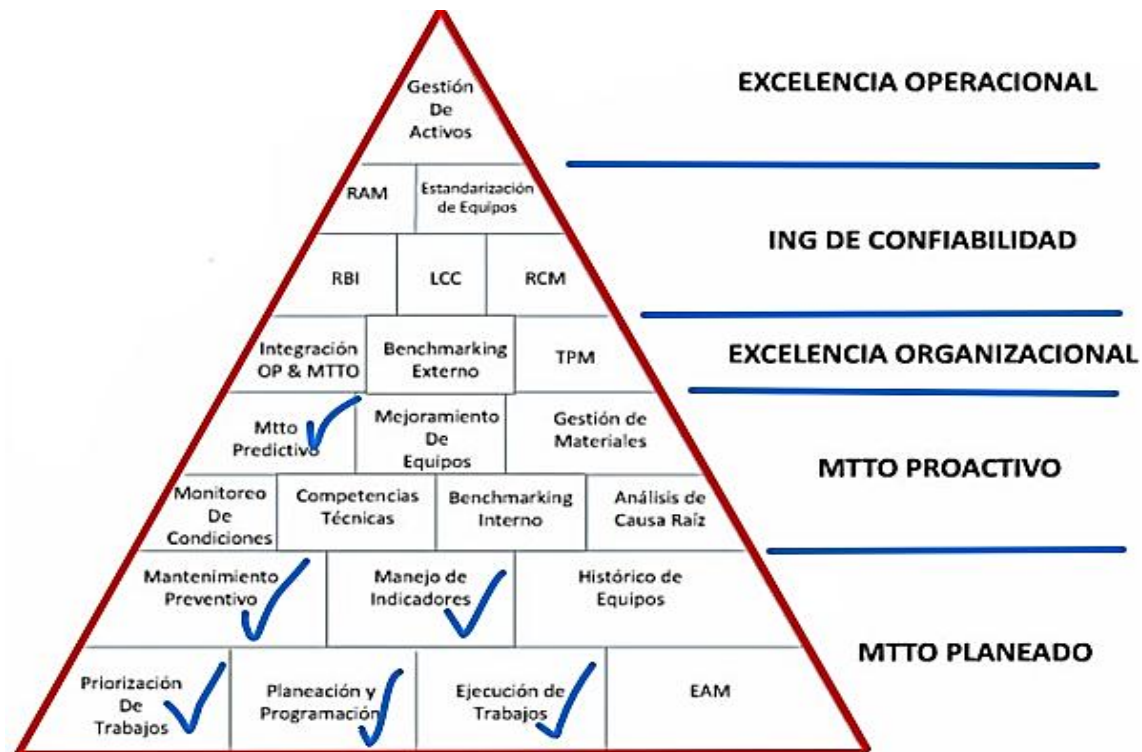 Gestión
De
Activos
EXCELENCIA OPERACIONAL
RAM
Estandarización
de Equipos
RBI
LCC
RCM
ING DE CONFIABILIDAD
Integración
OP & MTTO
Benchmarking
Externo
TPM
EXCELENCIA ORGANIZACIONAL
Mtto
Predictivo
Mejoramiento
De
Equipos
Gestión de
Materiales
Monitoreo
De
Condiciones
Competencias
Técnicas
Benchmarking
Interno
Análisis de
Causa Raíz
MTTO PROACTIVO
Mantenimiento
Preventivo
Manejo de
Indicadores
Histórico de
Equipos
Priorización
De
Trabajos
Planeación y
Programación
Ejecución de
Trabajos
EAM
MTTO PLANEADO